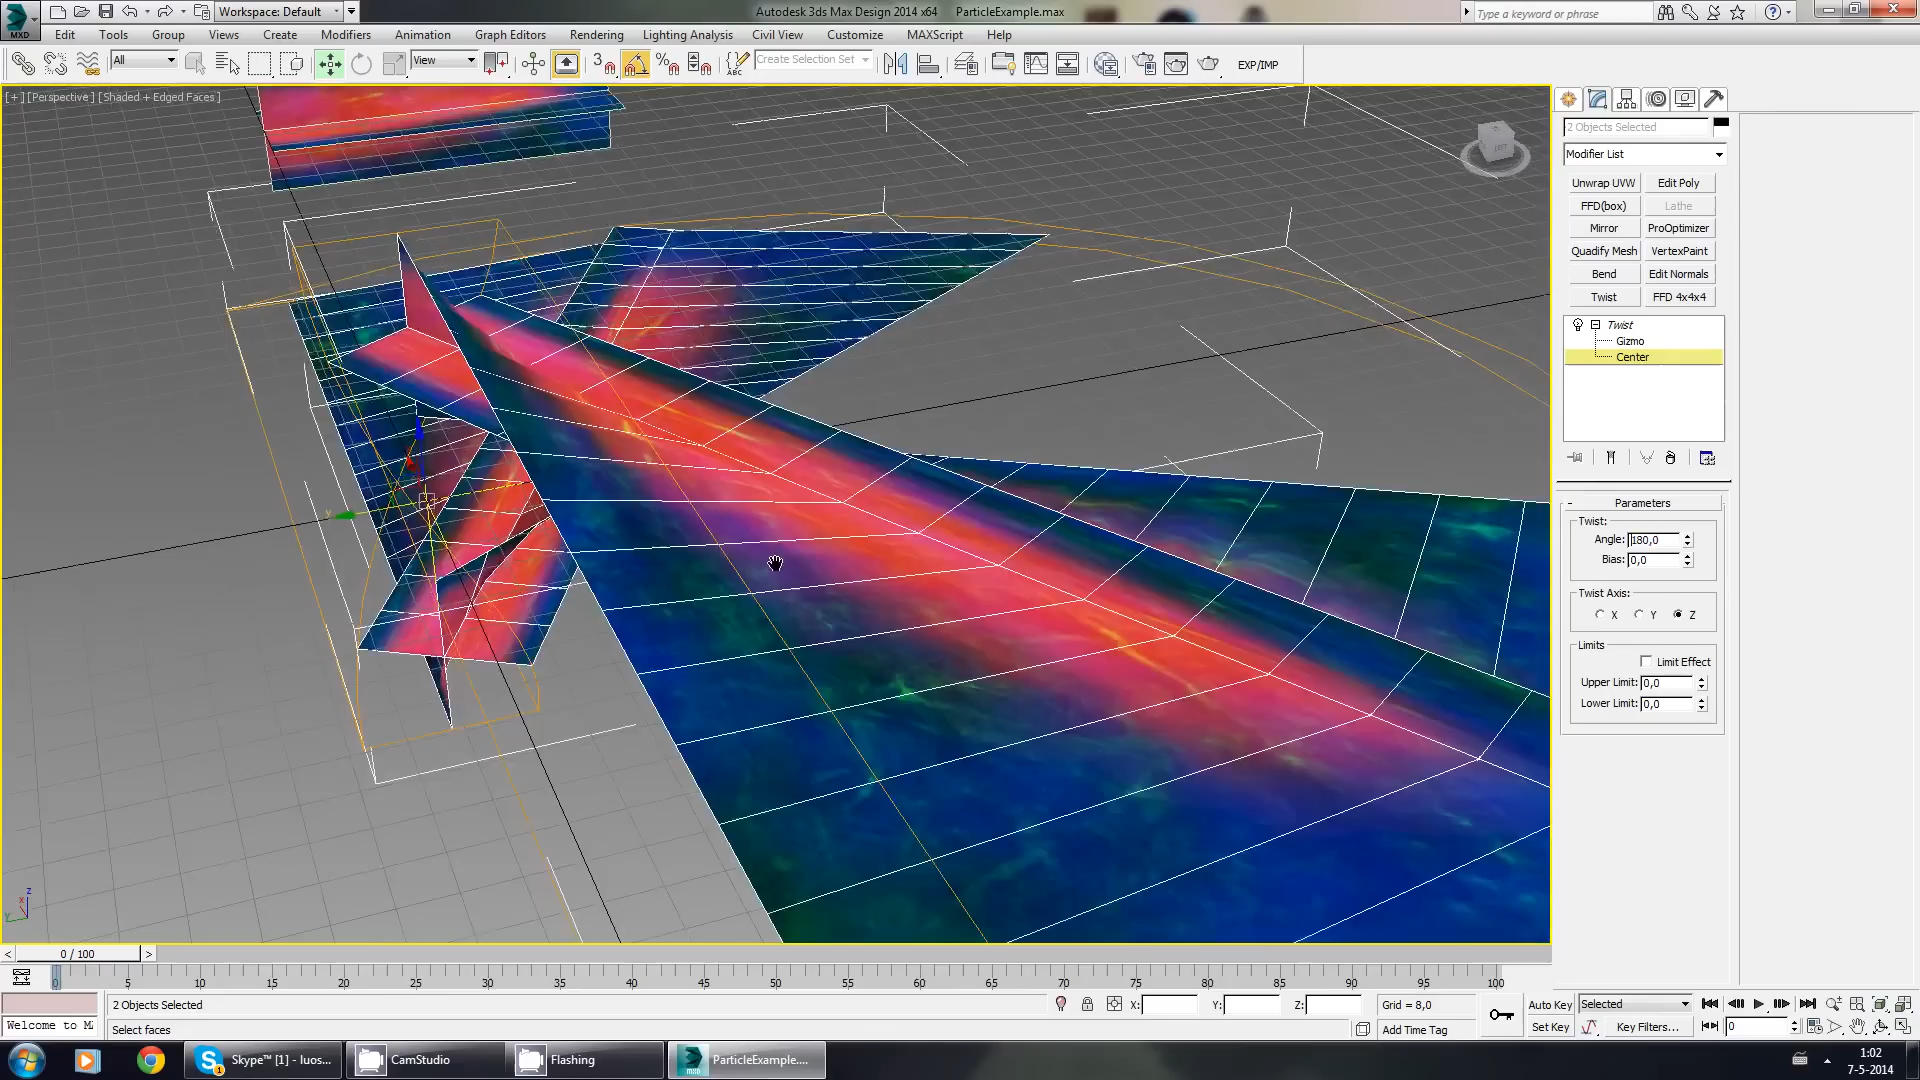 Workspace: Default
Autodesk 3ds Max Design 2014 x64 ParticleExample.max
Type a keyword or phrase
MXD
Edit Tools Group Views Create Modifiers Animation Graph Editors Rendering Lighting Analysis Civil View Customize MAXScript Help
All View 3 ABC Create Selection Set EXP/IMP
[ + ] [Perspective ] [Shaded + Edged Faces ]
LEFT
2 Objects Selected
Modifier List
Unwrap UVW Edit Poly
FFD(box) Lathe
Mirror ProOptimizer
Quadify Mesh VertexPaint
Bend Edit Normals
Twist FFD 4x4x4
Twist
Gizmo
Center
Parameters
Twist:
Angle: 180,0
Bias: 0,0
Twist Axis:
X Y Z
Limits
Limit Effect
Upper Limit: 0,0
Lower Limit: 0,0
y
z
x
y
< 0 / 100 >
0 5 10 15 20 25 30 35 40 45 50 55 60 65 70 75 80 85 90 95 100
2 Objects Selected X: Y: Z: Grid = 8,0 Auto Key Selected
Welcome to Ma Select faces Add Time Tag Set Key Key Filters... 0
Skype™ [1] - luos... CamStudio Flashing ParticleExample....
1:02
7-5-2014